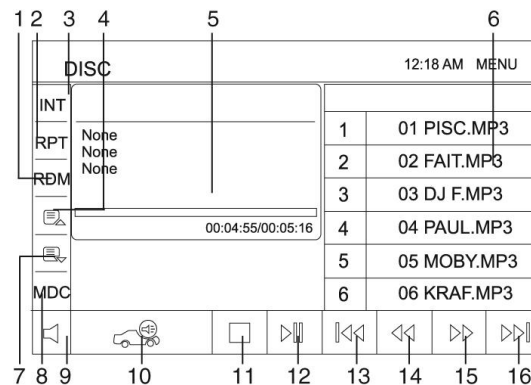 1 2 3 4 5 6
DISC 12:18 AM MENU
INT
RPT
RDM
MDC
None
None
None
00:04:55/00:05:16
1 01 PISC.MP3
2 02 FAIT.MP3
3 03 DJ F.MP3
4 04 PAUL.MP3
5 05 MOBY.MP3
6 06 KRAF.MP3
7 8 9 10 11 12 13 14 15 16